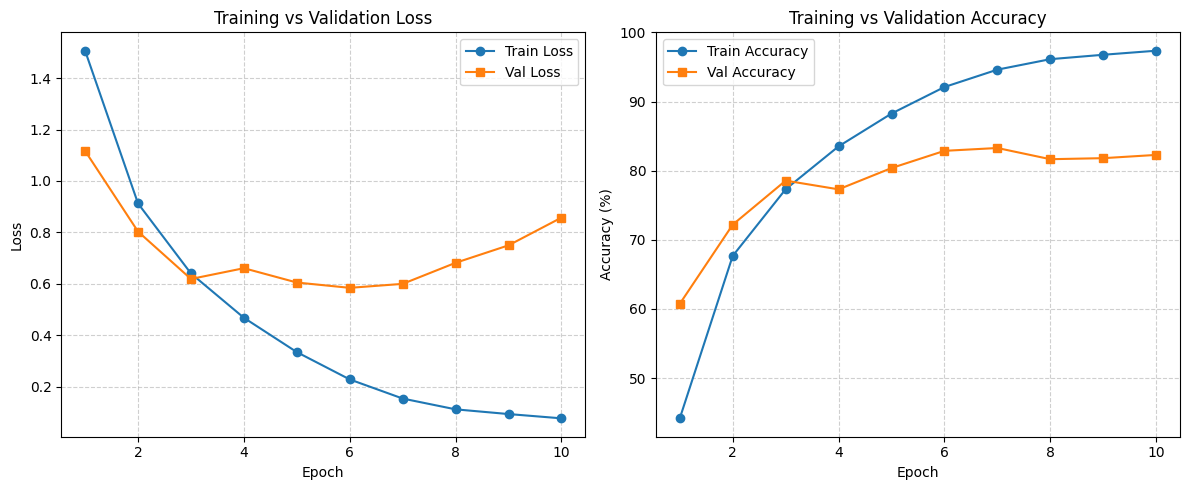 Training vs Validation Loss
Train Loss
Val Loss
Loss
1.4
1.2
1.0
0.8
0.6
0.4
0.2
2 4 6 8 10
Epoch
Training vs Validation Accuracy
Train Accuracy
Val Accuracy
Accuracy (%)
100
90
80
70
60
50
2 4 6 8 10
Epoch